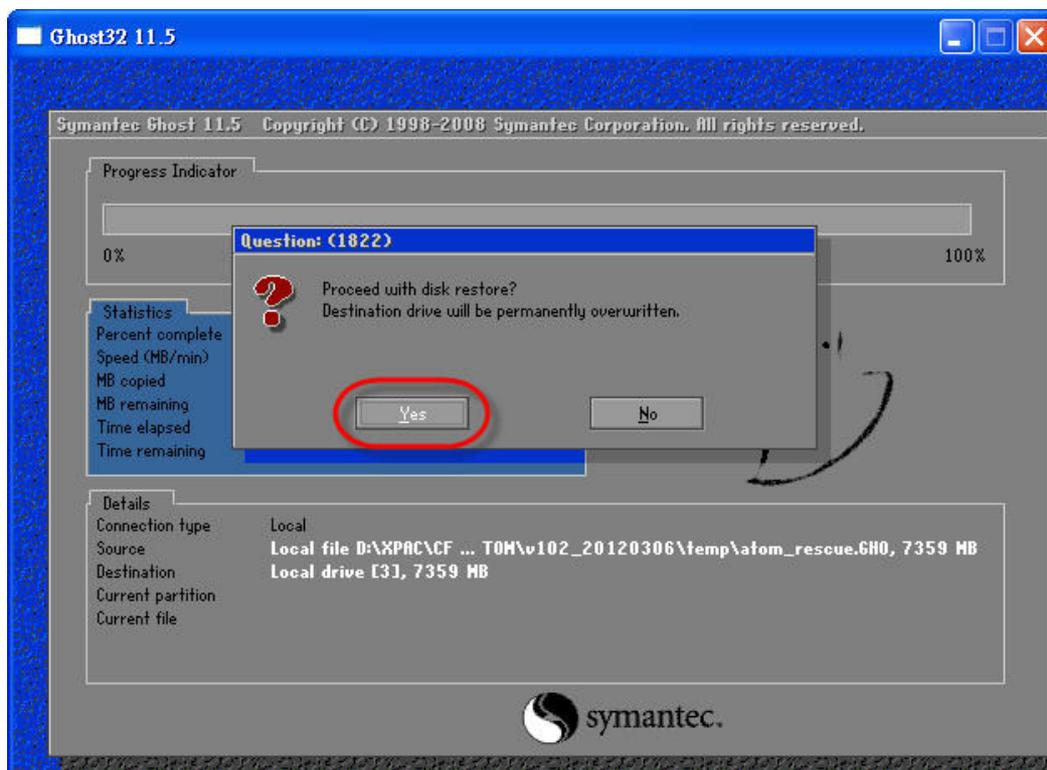 Ghost32 11.5
Symantec Ghost 11.5 Copyright (C) 1998-2008 Symantec Corporation. All rights reserved.
Progress Indicator
0%
100%
Question: (1822)
Proceed with disk restore?
Destination drive will be permanently overwritten.
Yes
No
Statistics
Percent complete
Speed (MB/min)
MB copied
MB remaining
Time elapsed
Time remaining
Details
Connection type Local
Source Local file D:\XPAC\CF ... TOM\v102_20120306\temp\atom_rescue.GHO, 7359 MB
Destination Local drive [3], 7359 MB
Current partition
Current file
symantec.